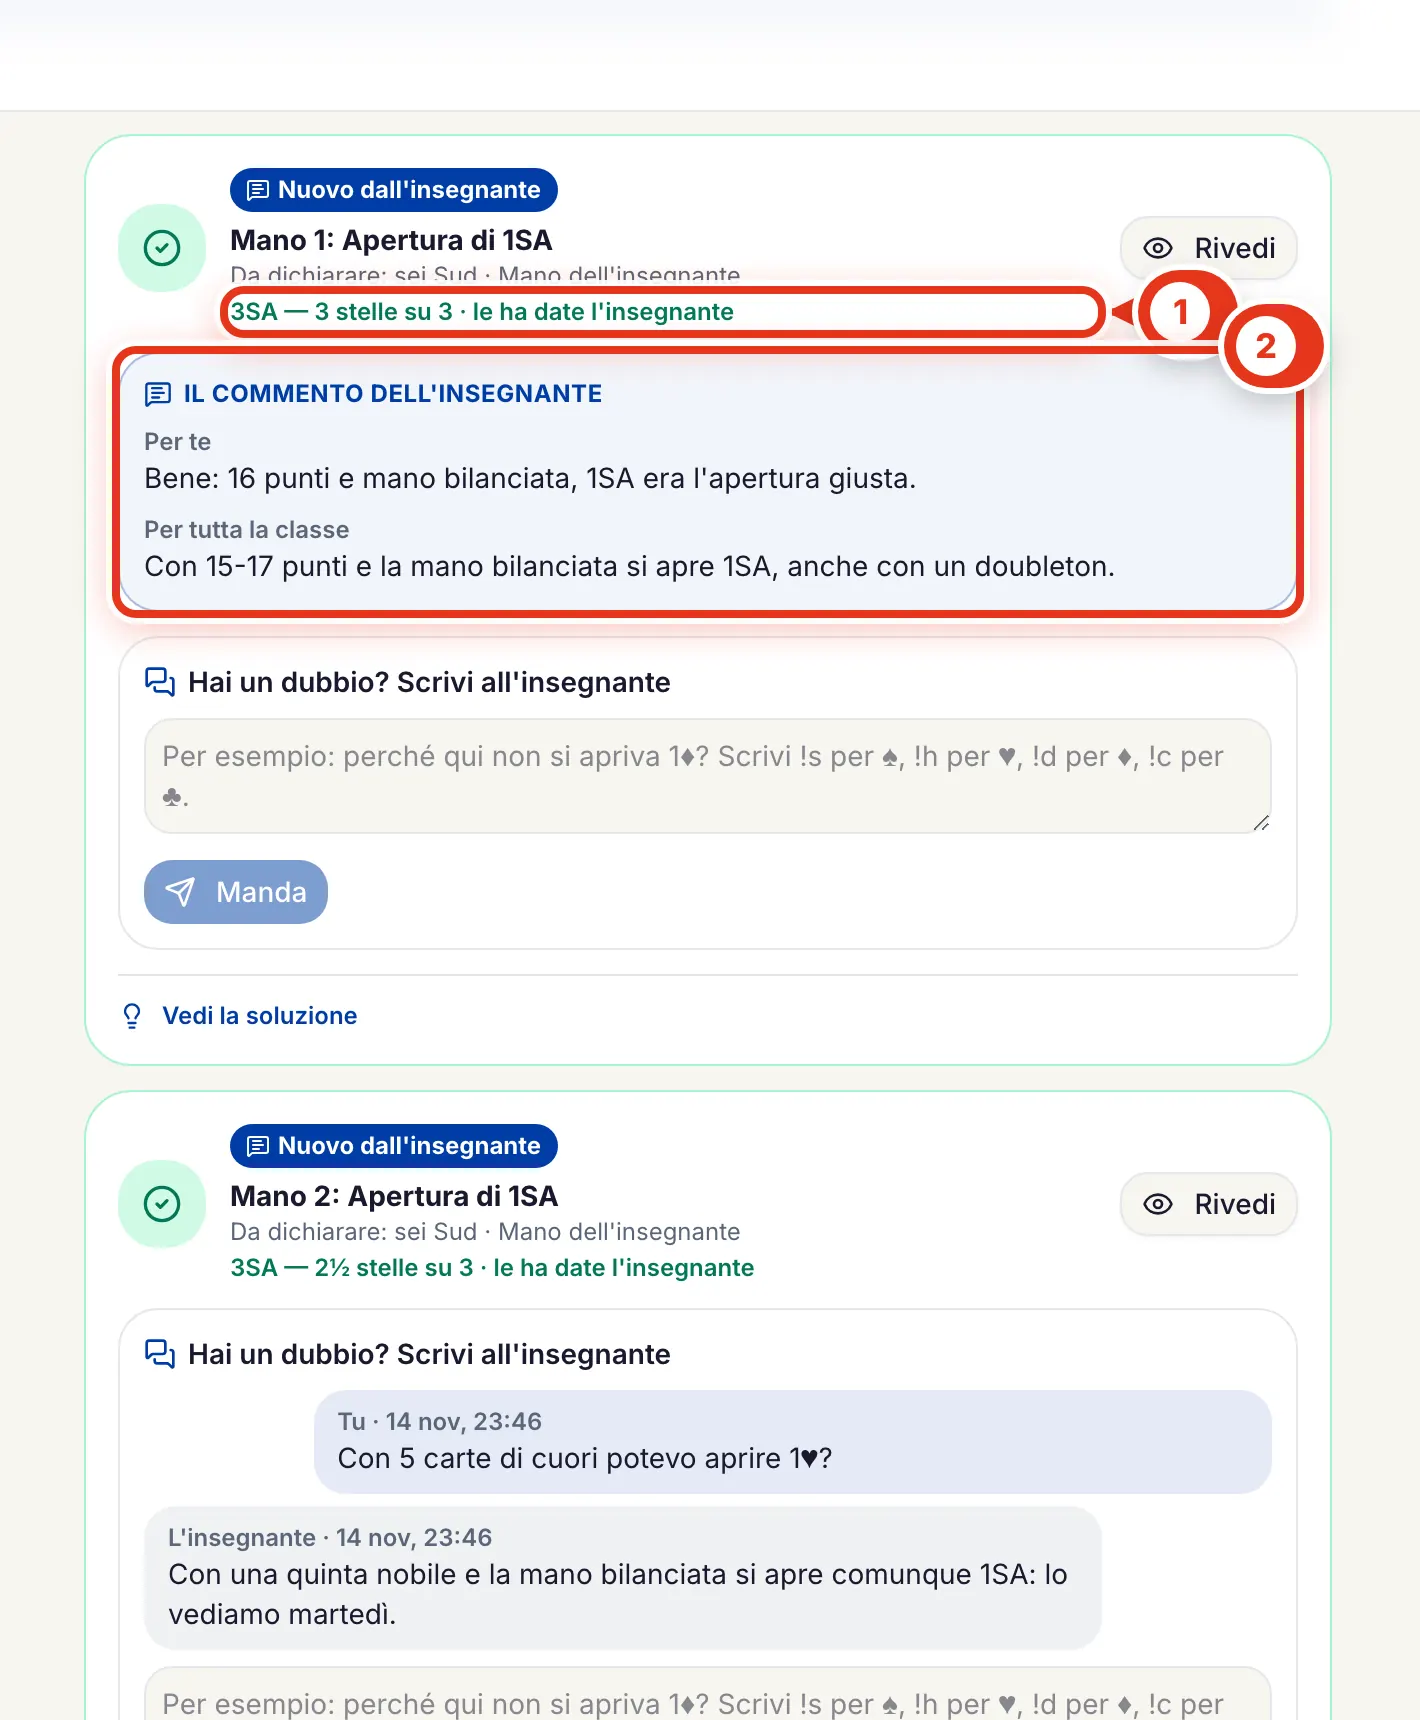 Nuovo dall'insegnante
Mano 1: Apertura di 1SA
Rivedi
Da dichiarare: sei Sud · Mano dell'insegnante
3SA — 3 stelle su 3 · le ha date l'insegnante
1
2
IL COMMENTO DELL'INSEGNANTE
Per te
Bene: 16 punti e mano bilanciata, 1SA era l'apertura giusta.
Per tutta la classe
Con 15-17 punti e la mano bilanciata si apre 1SA, anche con un doubleton.
Hai un dubbio? Scrivi all'insegnante
Per esempio: perché qui non si apriva 1♦? Scrivi !s per ♠, !h per ♥, !d per ♦, !c per
♣.
Manda
Vedi la soluzione
Nuovo dall'insegnante
Mano 2: Apertura di 1SA
Rivedi
Da dichiarare: sei Sud · Mano dell'insegnante
3SA — 2½ stelle su 3 · le ha date l'insegnante
Hai un dubbio? Scrivi all'insegnante
Tu · 14 nov, 23:46
Con 5 carte di cuori potevo aprire 1♥?
L'insegnante · 14 nov, 23:46
Con una quinta nobile e la mano bilanciata si apre comunque 1SA: lo
vediamo martedì.
Per esempio: perché qui non si apriva 1♦? Scrivi !s per ♠, !h per ♥, !d per ♦, !c per